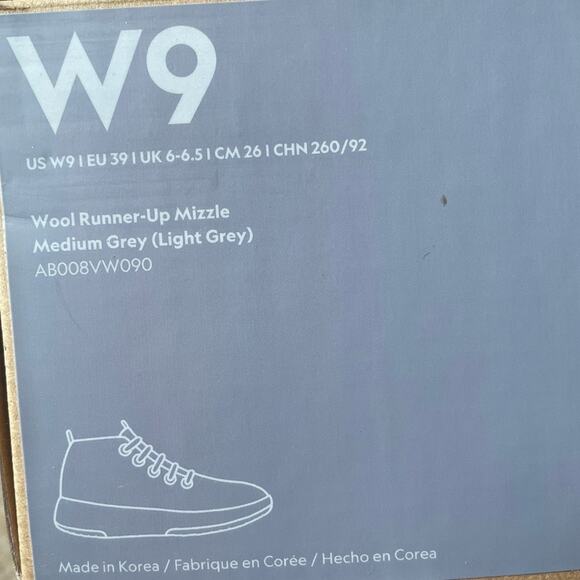 W9
US W9 | EU 39 | UK 6-6.5 | CM 26 | CHN 260/92
Wool Runner-Up Mizzle
Medium Grey (Light Grey)
AB008VW090
Made in Korea / Fabrique en Corée / Hecho en Corea